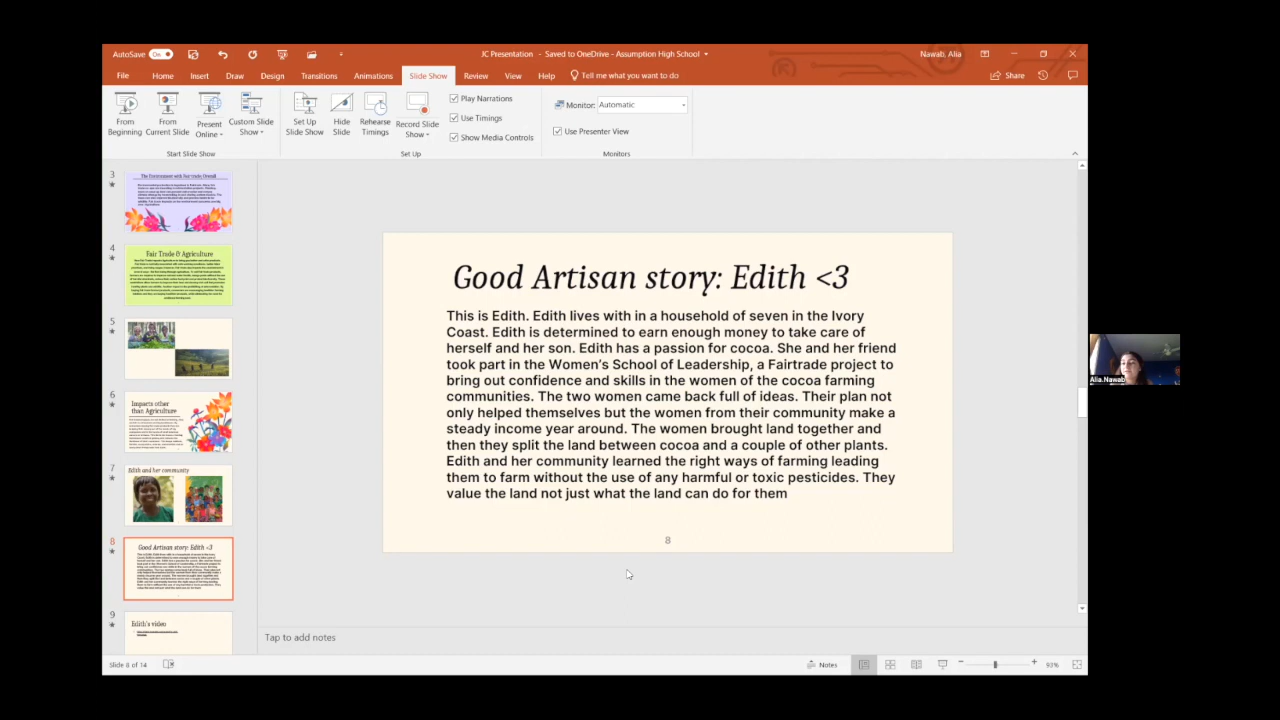 AutoSave On
JC Presentation - Saved to OneDrive - Assumption High School
Nawab, Alia
File Home Insert Draw Design Transitions Animations Slide Show Review View Help Tell me what you want to do
Share
From Beginning
From Current Slide
Present Online
Custom Slide Show
Set Up Slide Show
Hide Slide
Rehearse Timings
Record Slide Show
Play Narrations
Use Timings
Show Media Controls
Monitor: Automatic
Use Presenter View
Start Slide Show
Set Up
Monitors
3
4
Fair Trade & Agriculture
5
6
Impacts other
than Agriculture
7
Edith and her community
8
Good Artisan story: Edith <3
9
Edith's video
Good Artisan story: Edith <3
This is Edith. Edith lives with in a household of seven in the Ivory
Coast. Edith is determined to earn enough money to take care of
herself and her son. Edith has a passion for cocoa. She and her friend
took part in the Women's School of Leadership, a Fairtrade project to
bring out confidence and skills in the women of the cocoa farming
communities. The two women came back full of ideas. Their plan not
only helped themselves but the women from their community make a
steady income year round. The women brought land together and
then they split the land between cocoa and a couple of other plants.
Edith and her community learned the right ways of farming leading
them to farm without the use of any harmful or toxic pesticides. They
value the land not just what the land can do for them
8
Tap to add notes
Slide 8 of 14
Notes
92%
Alia.Nawab